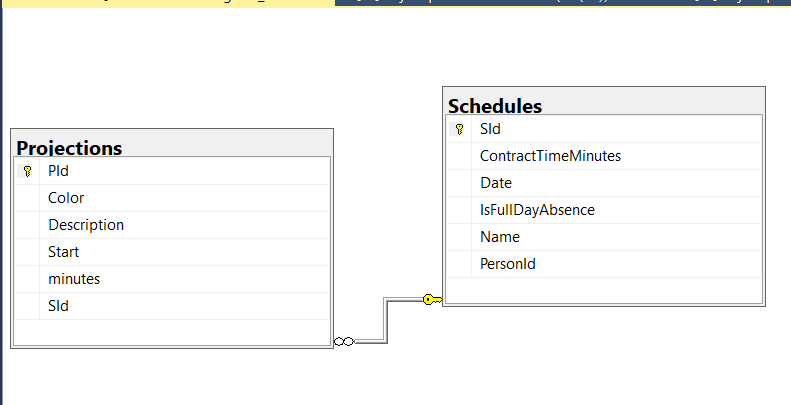 Projections
PId
Color
Description
Start
minutes
SId
Schedules
SId
ContractTimeMinutes
Date
IsFullDayAbsence
Name
PersonId